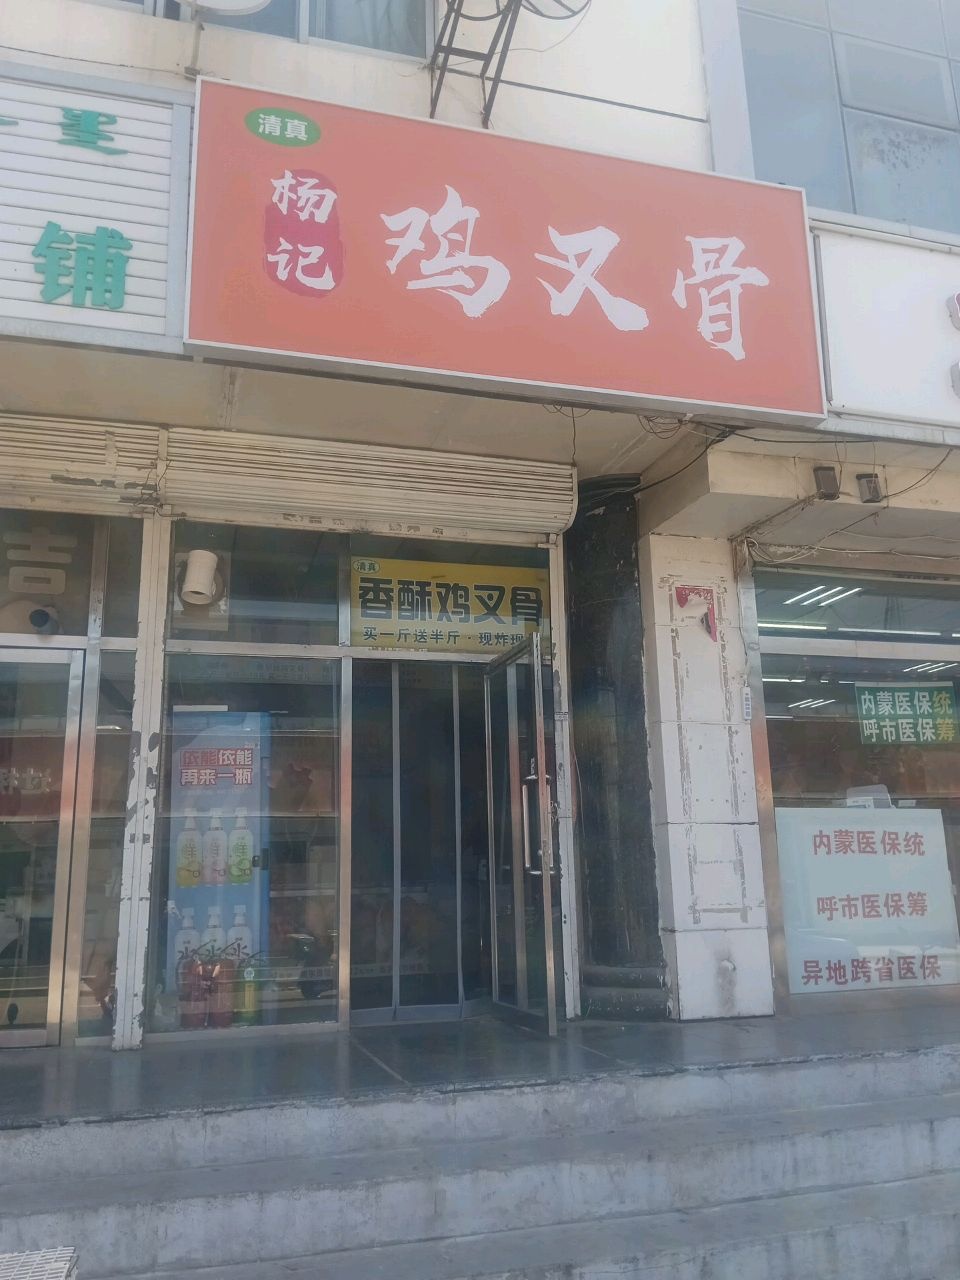 清真
杨记
鸡叉骨
铺
吉
清真
香酥鸡叉骨
买一斤送半斤·现炸现
依能依能
再来一瓶
内蒙医保统
呼市医保筹
内蒙医保统
呼市医保筹
异地跨省医保